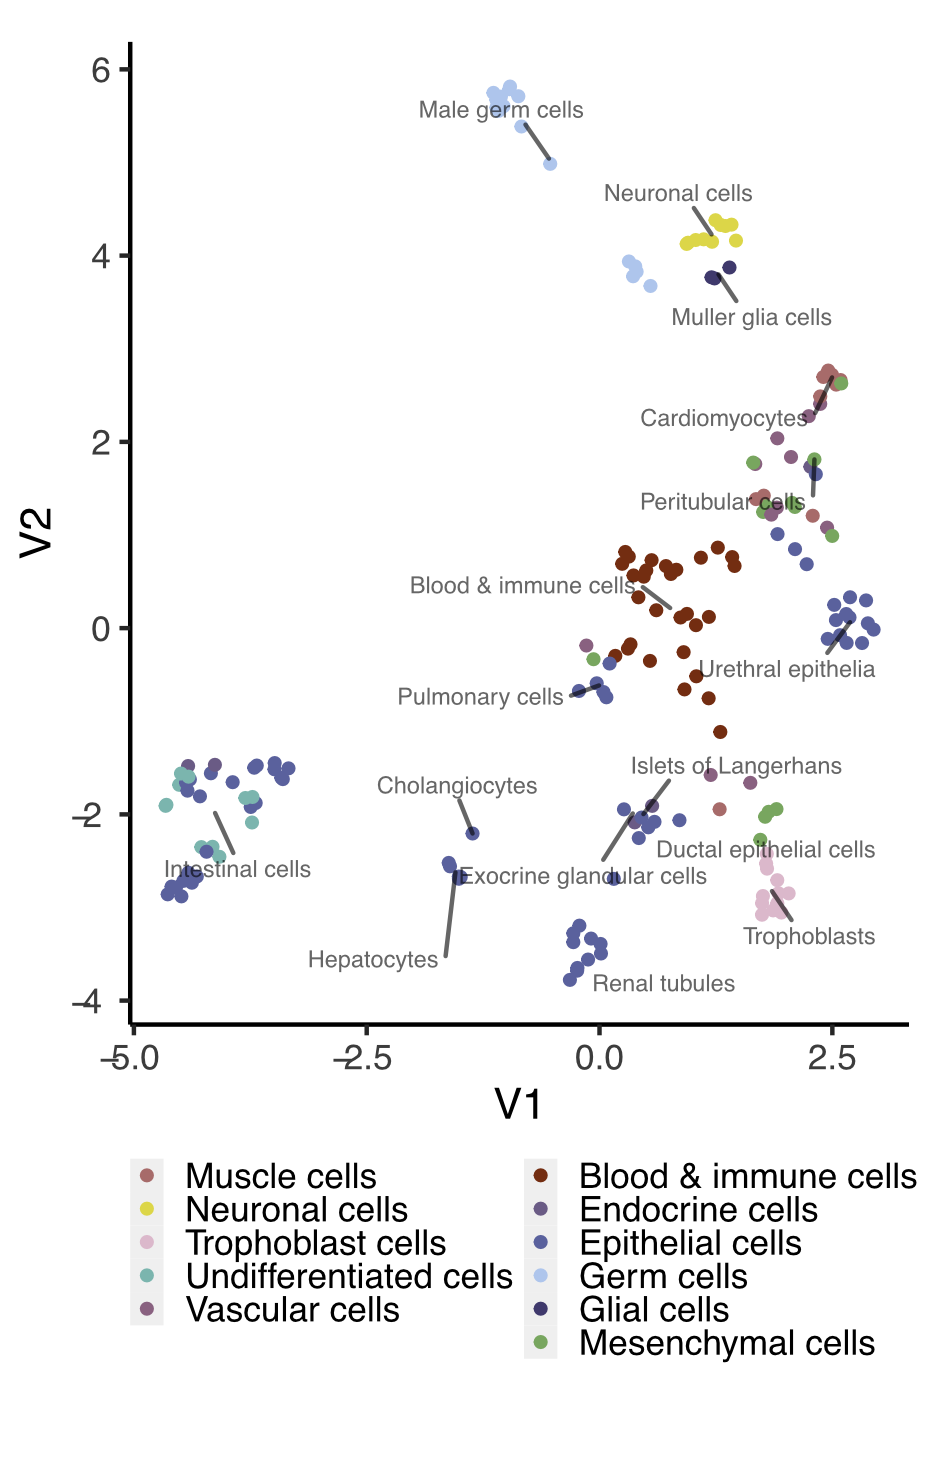 6
Male germ cells
Neuronal cells
4
Muller glia cells
Cardiomyocytes
2
Peritubular cells
V2
Blood & immune cells
0
Urethral epithelia
Pulmonary cells
Islets of Langerhans
Cholangiocytes
−2
Ductal epithelial cells
Intestinal cells
Exocrine glandular cells
Trophoblasts
Hepatocytes
Renal tubules
−4
−5.0 −2.5 0.0 2.5
V1
Muscle cells
Neuronal cells
Trophoblast cells
Undifferentiated cells
Vascular cells
Blood & immune cells
Endocrine cells
Epithelial cells
Germ cells
Glial cells
Mesenchymal cells